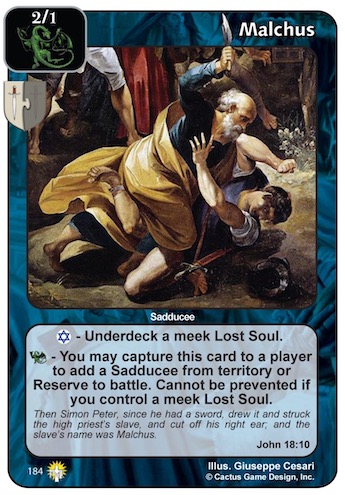 2/1
Malchus
Sadducee
- Underdeck a meek Lost Soul.
- You may capture this card to a player
to add a Sadducee from territory or
Reserve to battle. Cannot be prevented if
you control a meek Lost Soul.
Then Simon Peter, since he had a sword, drew it and struck
the high priest's slave, and cut off his right ear; and the
slave's name was Malchus.
John 18:10
184
Illus. Giuseppe Cesari
© Cactus Game Design, Inc.